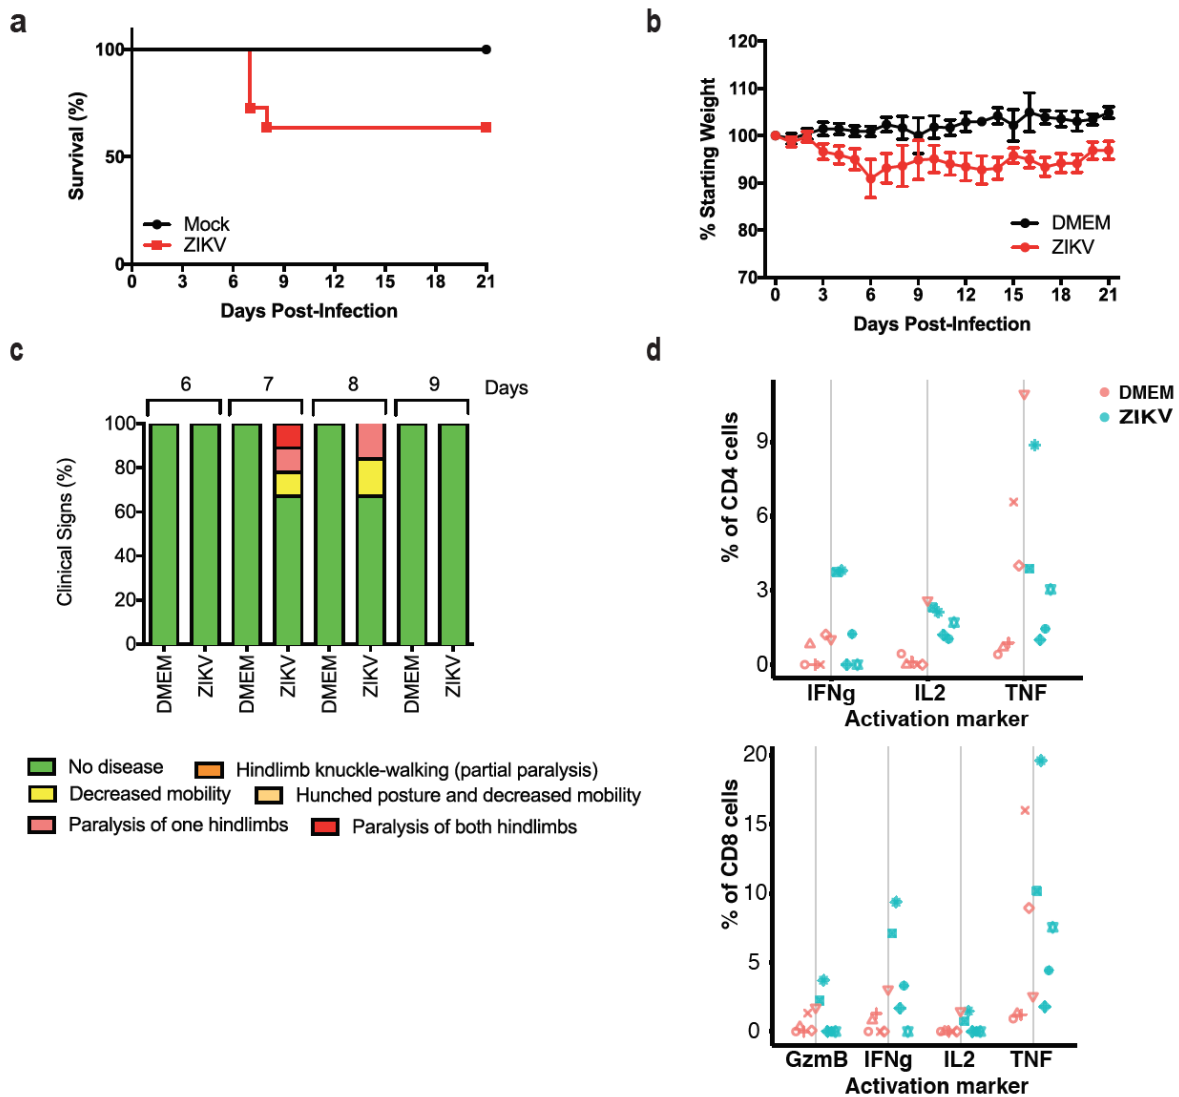 a
100
50
0
Survival (%)
Mock
ZIKV
0 3 6 9 12 15 18 21
Days Post-Infection
b
120
110
100
90
80
70
% Starting Weight
DMEM
ZIKV
0 3 6 9 12 15 18 21
Days Post-Infection
c
6 7 8 9 Days
100
80
60
40
20
0
Clinical Signs (%)
DMEM ZIKV DMEM ZIKV DMEM ZIKV DMEM ZIKV
No disease Hindlimb knuckle-walking (partial paralysis)
Decreased mobility Hunched posture and decreased mobility
Paralysis of one hindlimbs Paralysis of both hindlimbs
d
DMEM
ZIKV
9
6
3
0
% of CD4 cells
IFNg IL2 TNF
Activation marker
20
15
10
5
0
% of CD8 cells
GzmB IFNg IL2 TNF
Activation marker